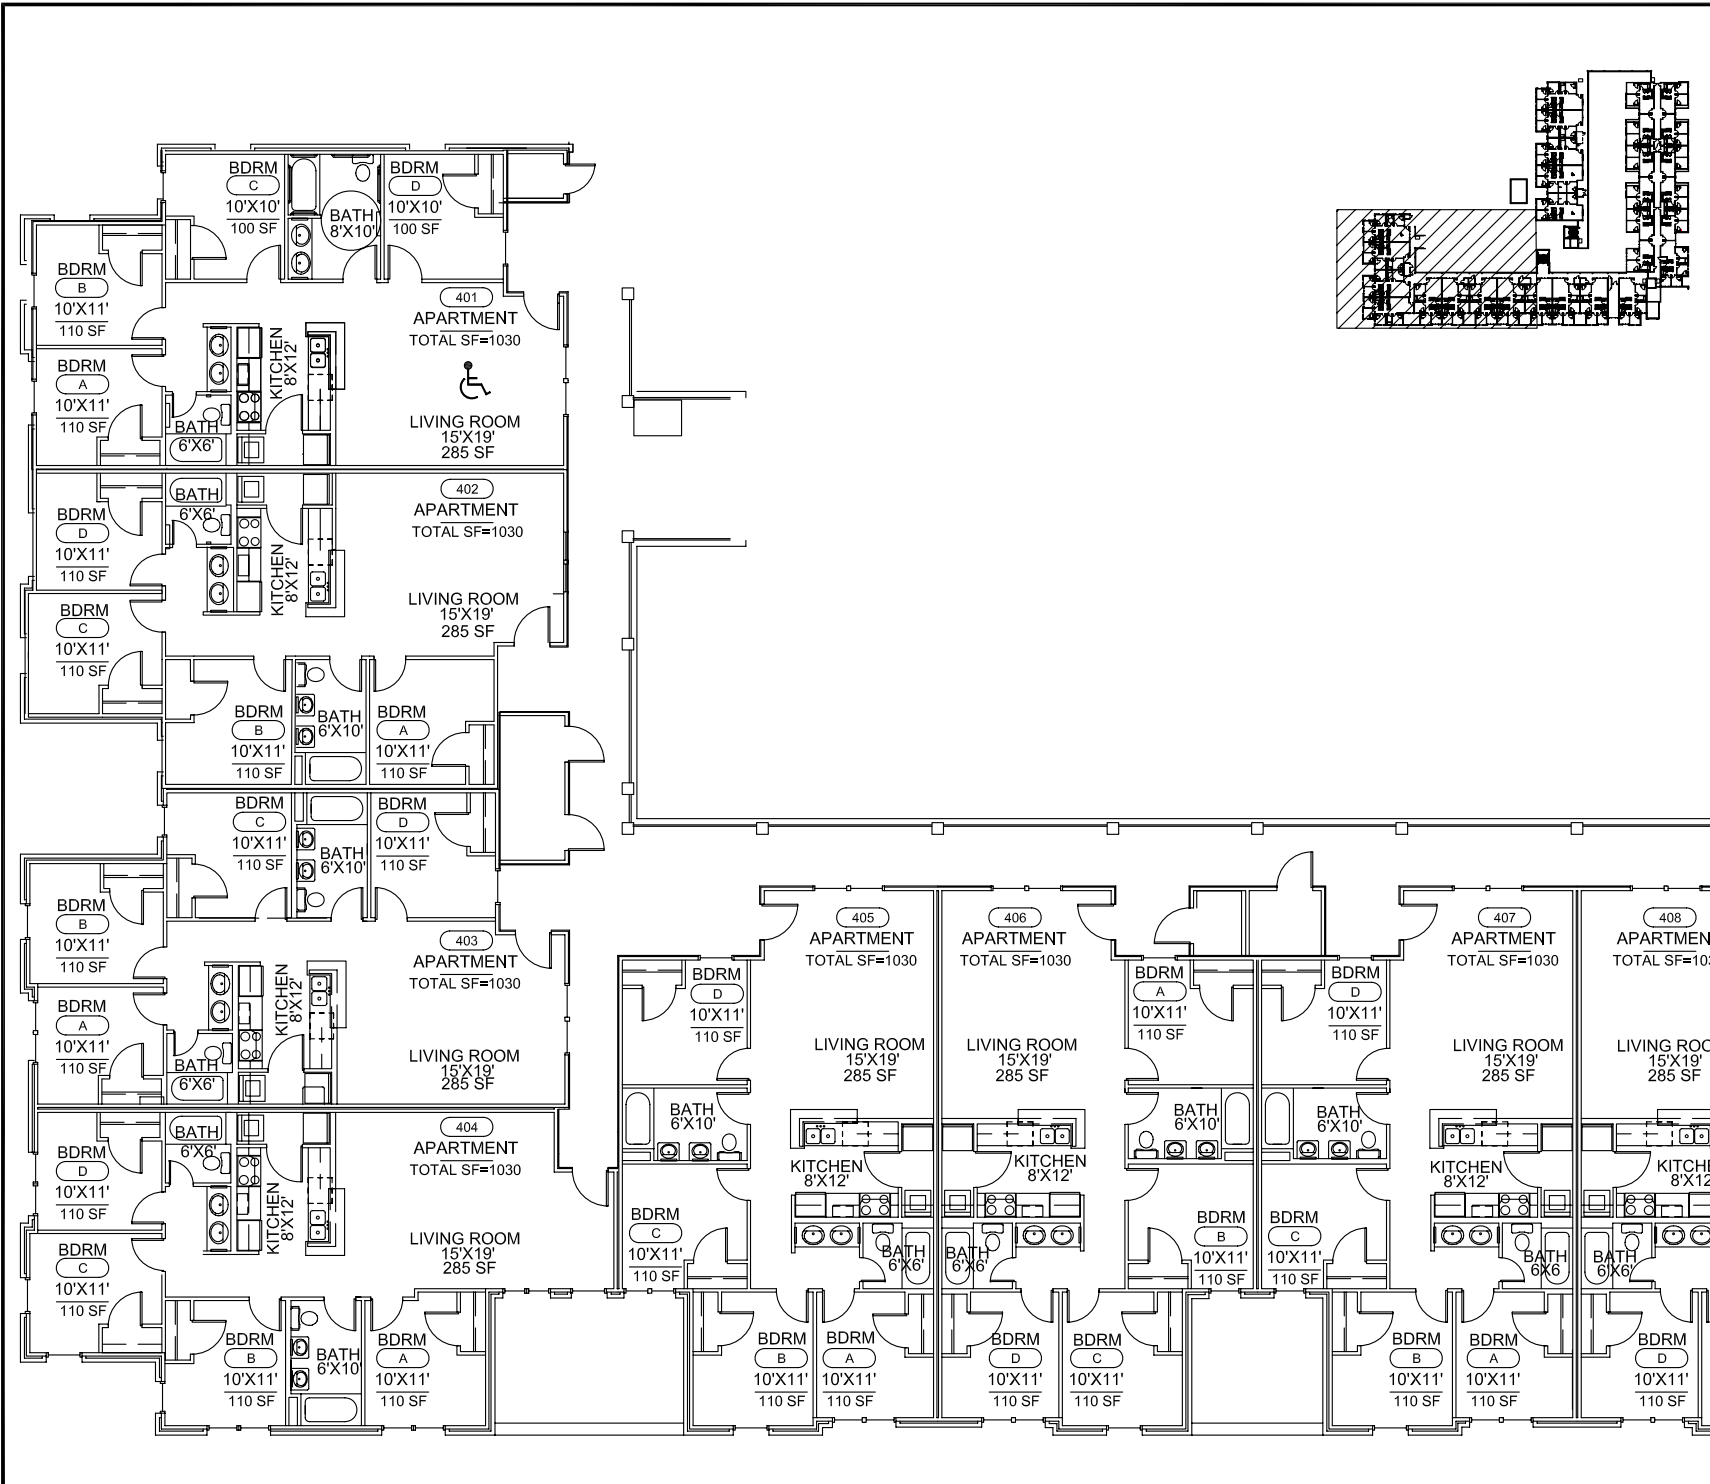 BDRM
C
10'X10'
100 SF
BATH
8'X10'
BDRM
D
10'X10'
100 SF
BDRM
B
10'X11'
110 SF
BDRM
A
10'X11'
110 SF
KITCHEN
8'X12'
401
APARTMENT
TOTAL SF=1030
LIVING ROOM
15'X19'
285 SF
BATH
6'X6'
BATH
6'X6'
BDRM
D
10'X11'
110 SF
402
APARTMENT
TOTAL SF=1030
KITCHEN
8'X12'
BDRM
C
10'X11'
110 SF
LIVING ROOM
15'X19'
285 SF
BDRM
B
10'X11'
110 SF
BATH
6'X10'
BDRM
A
10'X11'
110 SF
BDRM
C
10'X11'
110 SF
BATH
6'X10'
BDRM
D
10'X11'
110 SF
BDRM
B
10'X11'
110 SF
403
APARTMENT
TOTAL SF=1030
KITCHEN
8'X12'
BDRM
A
10'X11'
110 SF
BATH
6'X6'
LIVING ROOM
15'X19'
285 SF
BATH
6'X6'
404
APARTMENT
TOTAL SF=1030
BDRM
D
10'X11'
110 SF
KITCHEN
8'X12'
LIVING ROOM
15'X19'
285 SF
BDRM
C
10'X11'
110 SF
BDRM
B
10'X11'
110 SF
BATH
6'X10'
BDRM
A
10'X11'
110 SF
405
APARTMENT
TOTAL SF=1030
BDRM
D
10'X11'
110 SF
LIVING ROOM
15'X19'
285 SF
BATH
6'X10'
KITCHEN
8'X12'
BDRM
C
10'X11'
110 SF
BATH
6'X6'
BDRM
B
10'X11'
110 SF
BDRM
A
10'X11'
110 SF
406
APARTMENT
TOTAL SF=1030
BDRM
A
10'X11'
110 SF
LIVING ROOM
15'X19'
285 SF
BATH
6'X10'
KITCHEN
8'X12'
BDRM
B
10'X11'
110 SF
BATH
6'X6'
BDRM
D
10'X11'
110 SF
BDRM
C
10'X11'
110 SF
407
APARTMENT
TOTAL SF=1030
BDRM
D
10'X11'
110 SF
LIVING ROOM
15'X19'
285 SF
BATH
6'X10'
KITCHEN
8'X12'
BDRM
C
10'X11'
110 SF
BATH
6'X6
BDRM
B
10'X11'
110 SF
BDRM
A
10'X11'
110 SF
408
APARTMEN
TOTAL SF=103
LIVING ROO
15'X19'
285 SF
KITCHE
8'X12
BATH
6'X6'
BDRM
D
10'X11'
110 SF